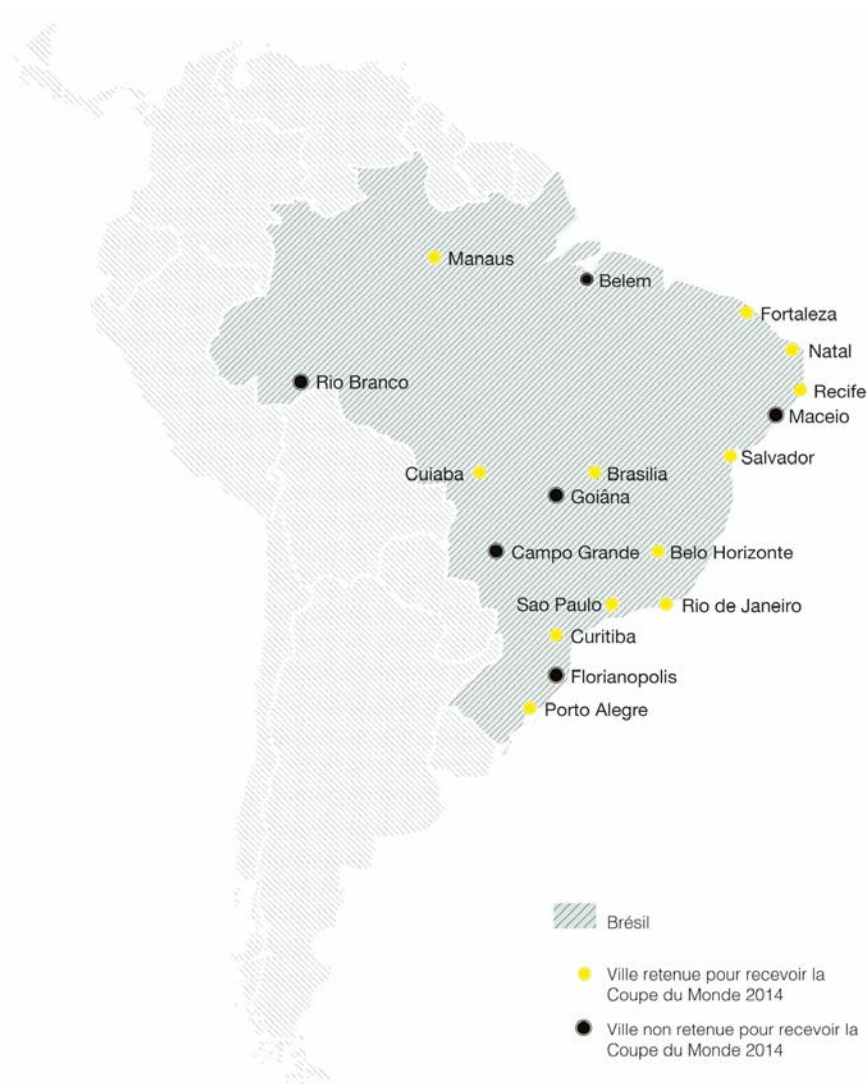 Manaus
Belem
Fortaleza
Natal
Rio Branco
Recife
Maceio
Salvador
Cuiaba
Brasilia
Goiâna
Campo Grande
Belo Horizonte
Sao Paulo
Rio de Janeiro
Curitiba
Florianopolis
Porto Alegre
Brésil
Ville retenue pour recevoir la
Coupe du Monde 2014
Ville non retenue pour recevoir la
Coupe du Monde 2014